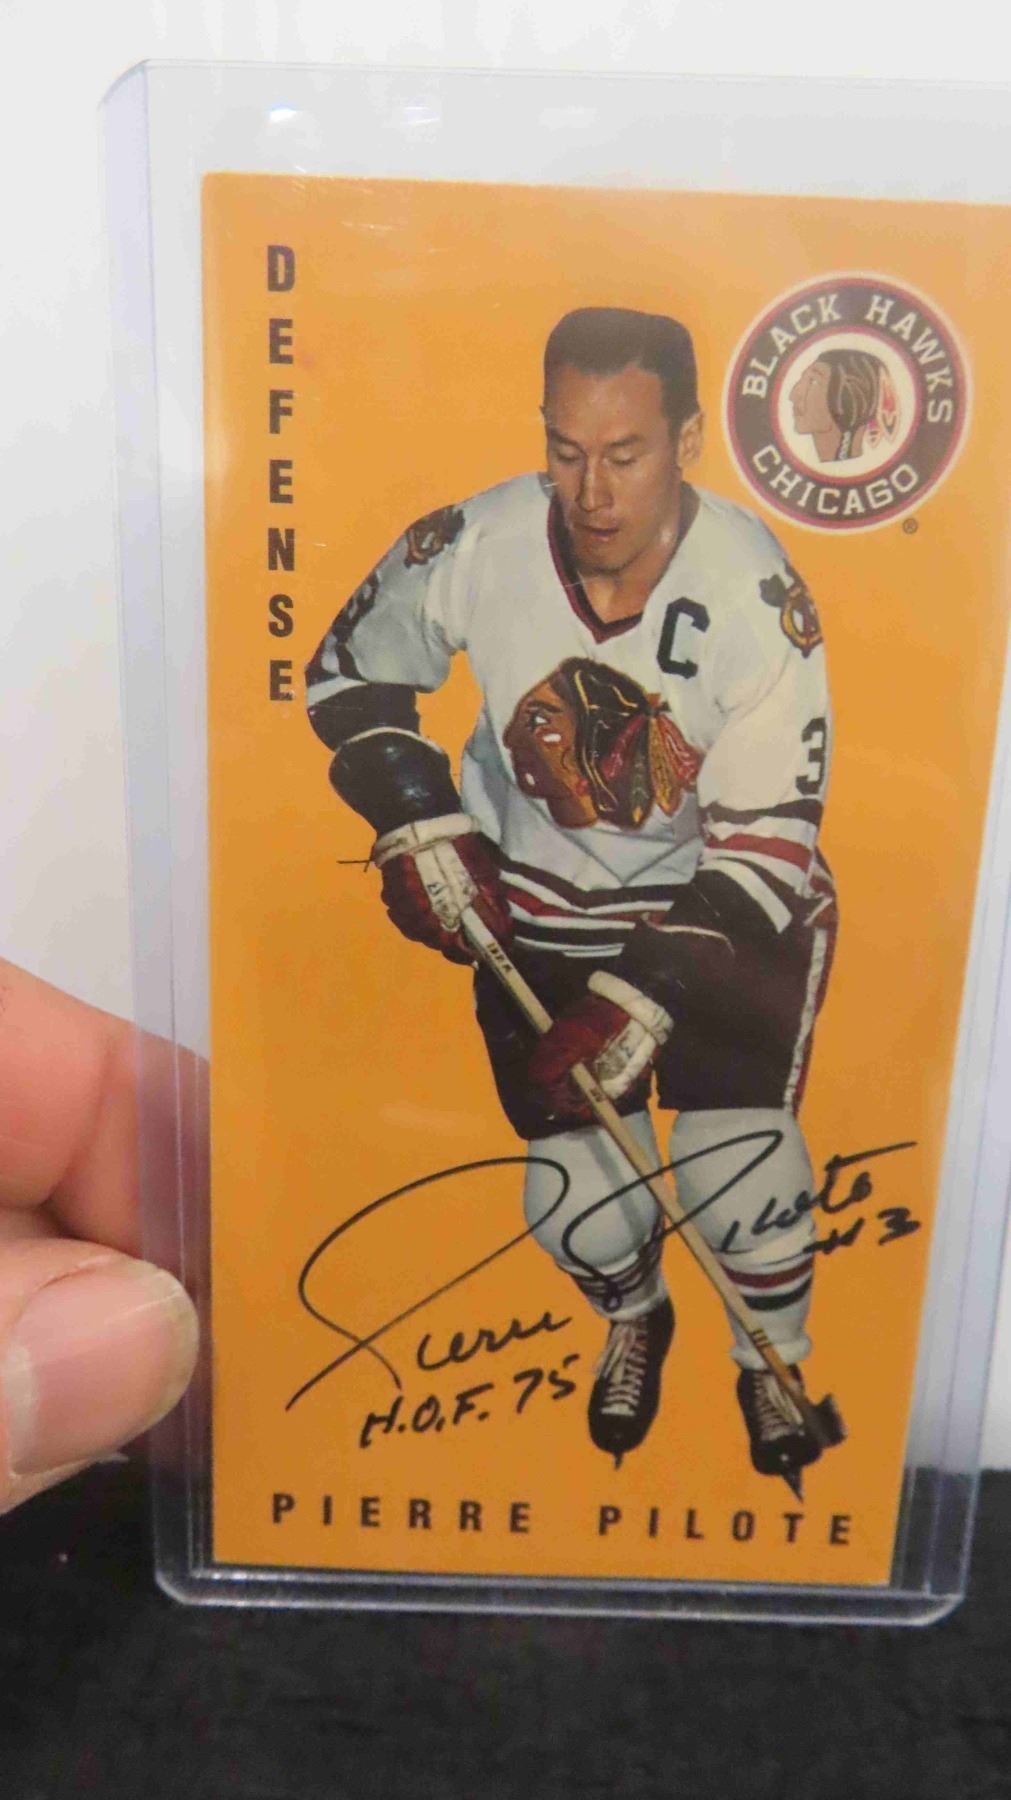 DEFENSE
BLACK HAWKS
CHICAGO
®
C
3
Pierre Pilote
#3
H.O.F. 75
PIERRE PILOTE